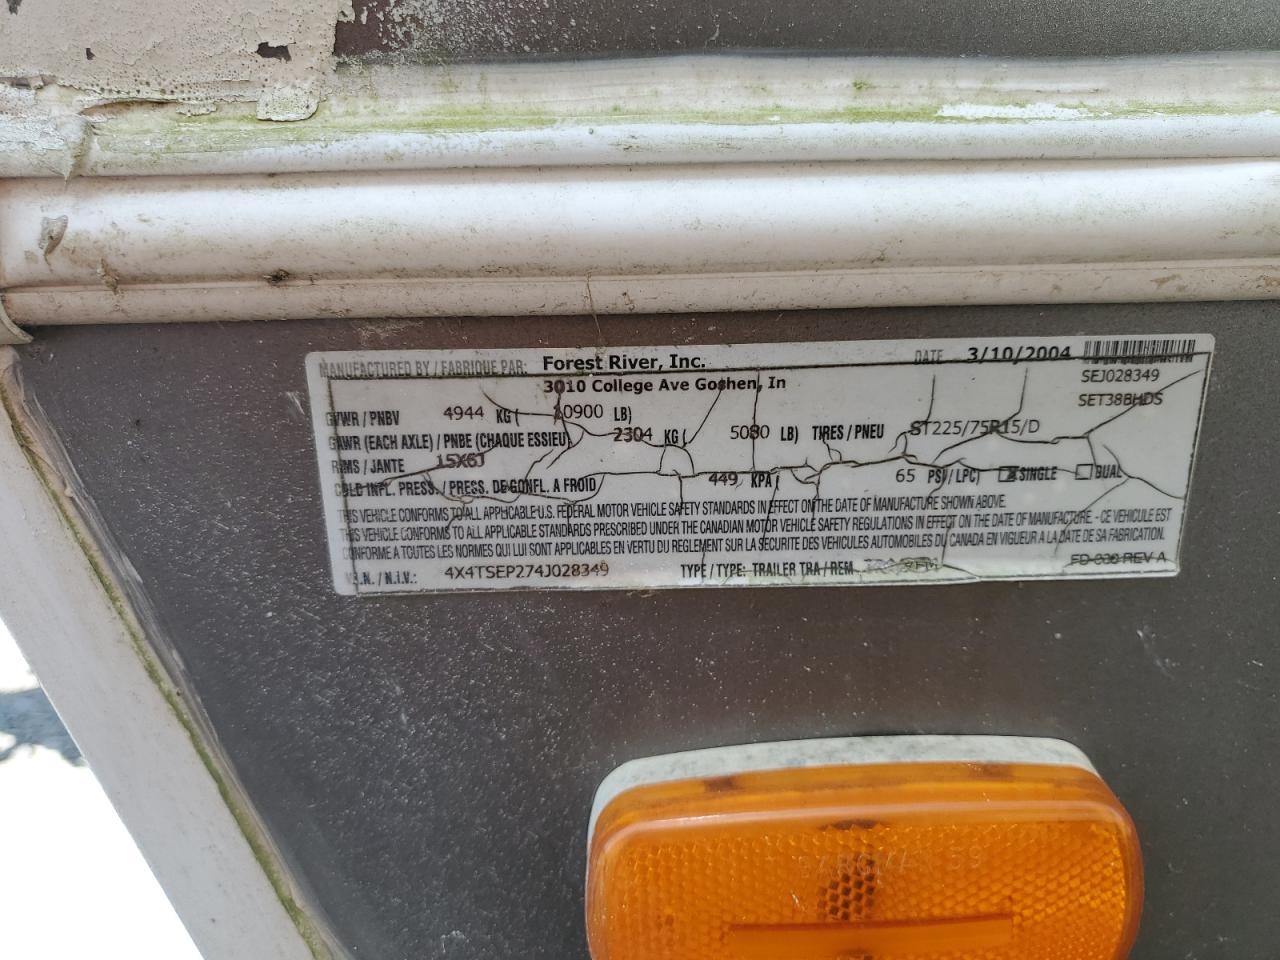 MANUFACTURED BY / FABRIQUE PAR: Forest River, Inc. DATE 3/10/2004
3010 College Ave Goshen, In SEJ028349
SET38BHDS
GVWR / PNBV 4944 KG ( 10900 LB)
GAWR (EACH AXLE) / PNBE (CHAQUE ESSIEU) 2304 KG ( 5080 LB) TIRES / PNEU ST225/75R15/D
RIMS / JANTE 15X6J
COLD INFL. PRESS. / PRESS. DE GONFL. A FROID 449 KPA ( 65 PSI / LPC) SINGLE DUAL
THIS VEHICLE CONFORMS TO ALL APPLICABLE U.S. FEDERAL MOTOR VEHICLE SAFETY STANDARDS IN EFFECT ON THE DATE OF MANUFACTURE SHOWN ABOVE.
THIS VEHICLE CONFORMS TO ALL APPLICABLE STANDARDS PRESCRIBED UNDER THE CANADIAN MOTOR VEHICLE SAFETY REGULATIONS IN EFFECT ON THE DATE OF MANUFACTURE. - CE VEHICULE EST
CONFORME A TOUTES LES NORMES QUI LUI SONT APPLICABLES EN VERTU DU REGLEMENT SUR LA SECURITE DES VEHICULES AUTOMOBILES DU CANADA EN VIGUEUR A LA DATE DE SA FABRICATION.
V.I.N. / N.I.V.: 4X4TSEP274J028349 TYPE / TYPE: TRAILER TRA / REM